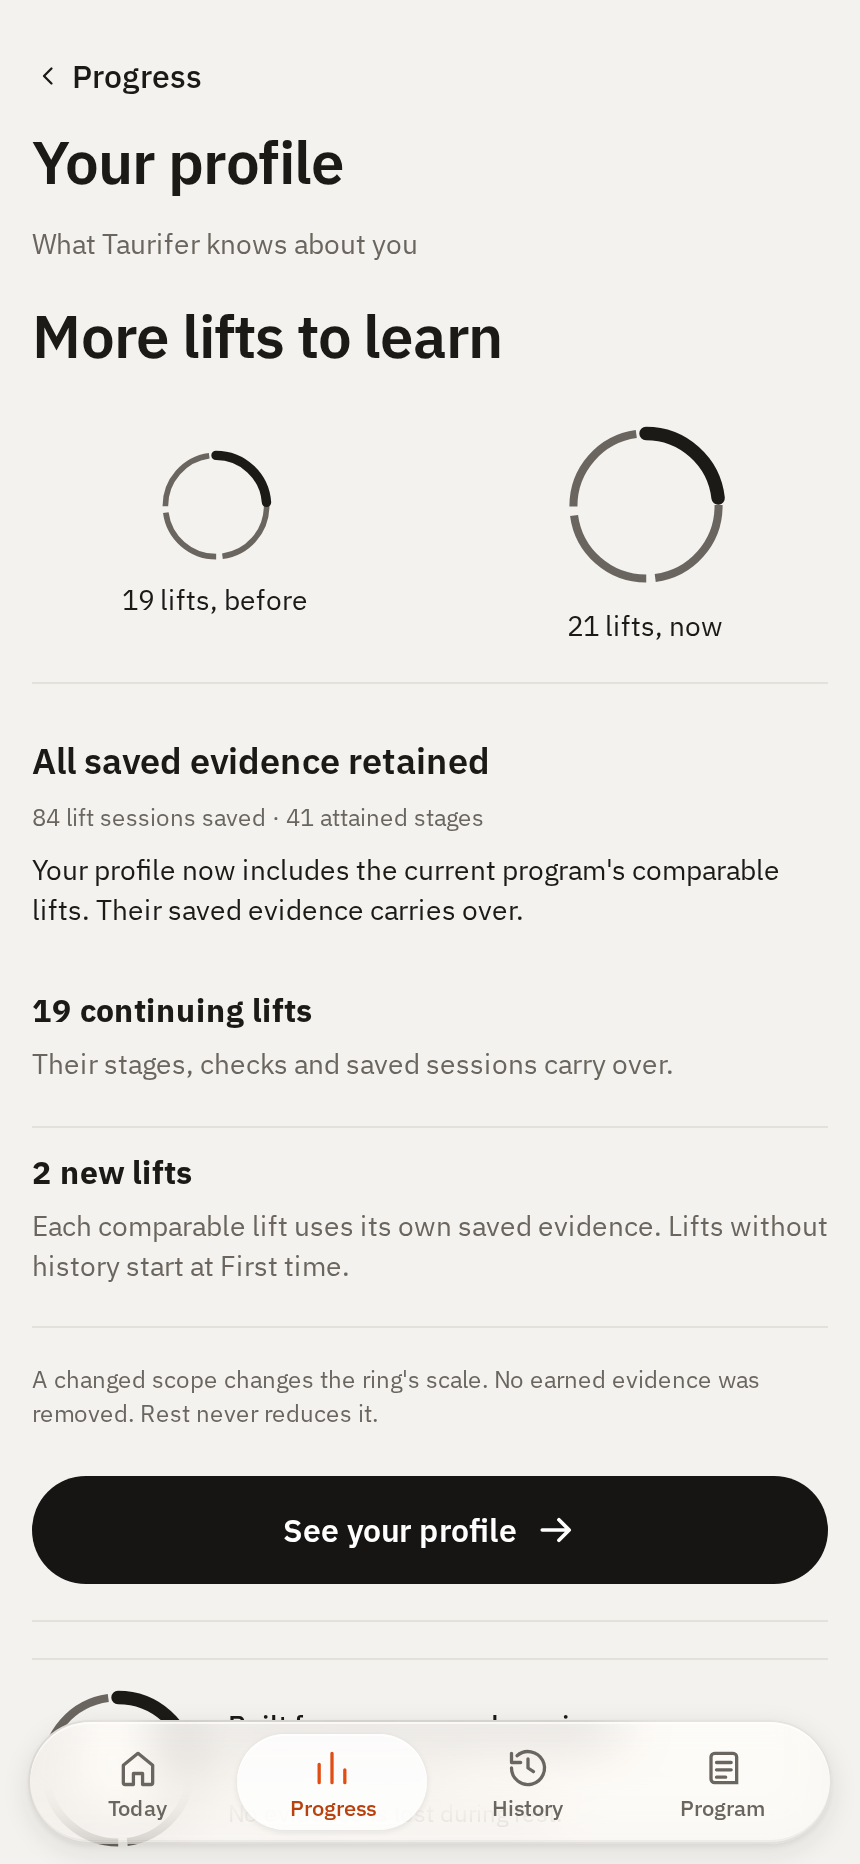 Progress
Your profile
What Taurifer knows about you
More lifts to learn
19 lifts, before
21 lifts, now
All saved evidence retained
84 lift sessions saved · 41 attained stages
Your profile now includes the current program's comparable
lifts. Their saved evidence carries over.
19 continuing lifts
Their stages, checks and saved sessions carry over.
2 new lifts
Each comparable lift uses its own saved evidence. Lifts without
history start at First time.
A changed scope changes the ring's scale. No earned evidence was
removed. Rest never reduces it.
See your profile
Today
Progress
History
Program